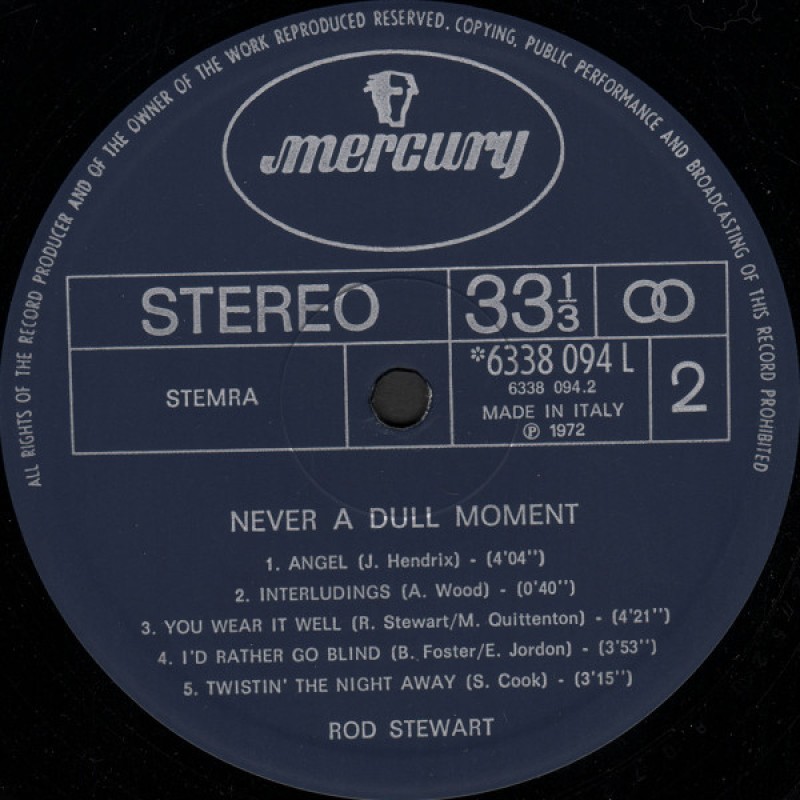 ALL RIGHTS OF THE RECORD PRODUCER AND OF THE OWNER OF THE WORK REPRODUCED RESERVED. COPYING, PUBLIC PERFORMANCE AND BROADCASTING OF THIS RECORD PROHIBITED
mercury
STEREO 33 1/3
STEMRA
*6338 094 L
6338 094.2
MADE IN ITALY
℗ 1972
2
NEVER A DULL MOMENT
1. ANGEL (J. Hendrix) - (4'04'')
2. INTERLUDINGS (A. Wood) - (0'40'')
3. YOU WEAR IT WELL (R. Stewart/M. Quittenton) - (4'21'')
4. I'D RATHER GO BLIND (B. Foster/E. Jordon) - (3'53'')
5. TWISTIN' THE NIGHT AWAY (S. Cook) - (3'15'')
ROD STEWART